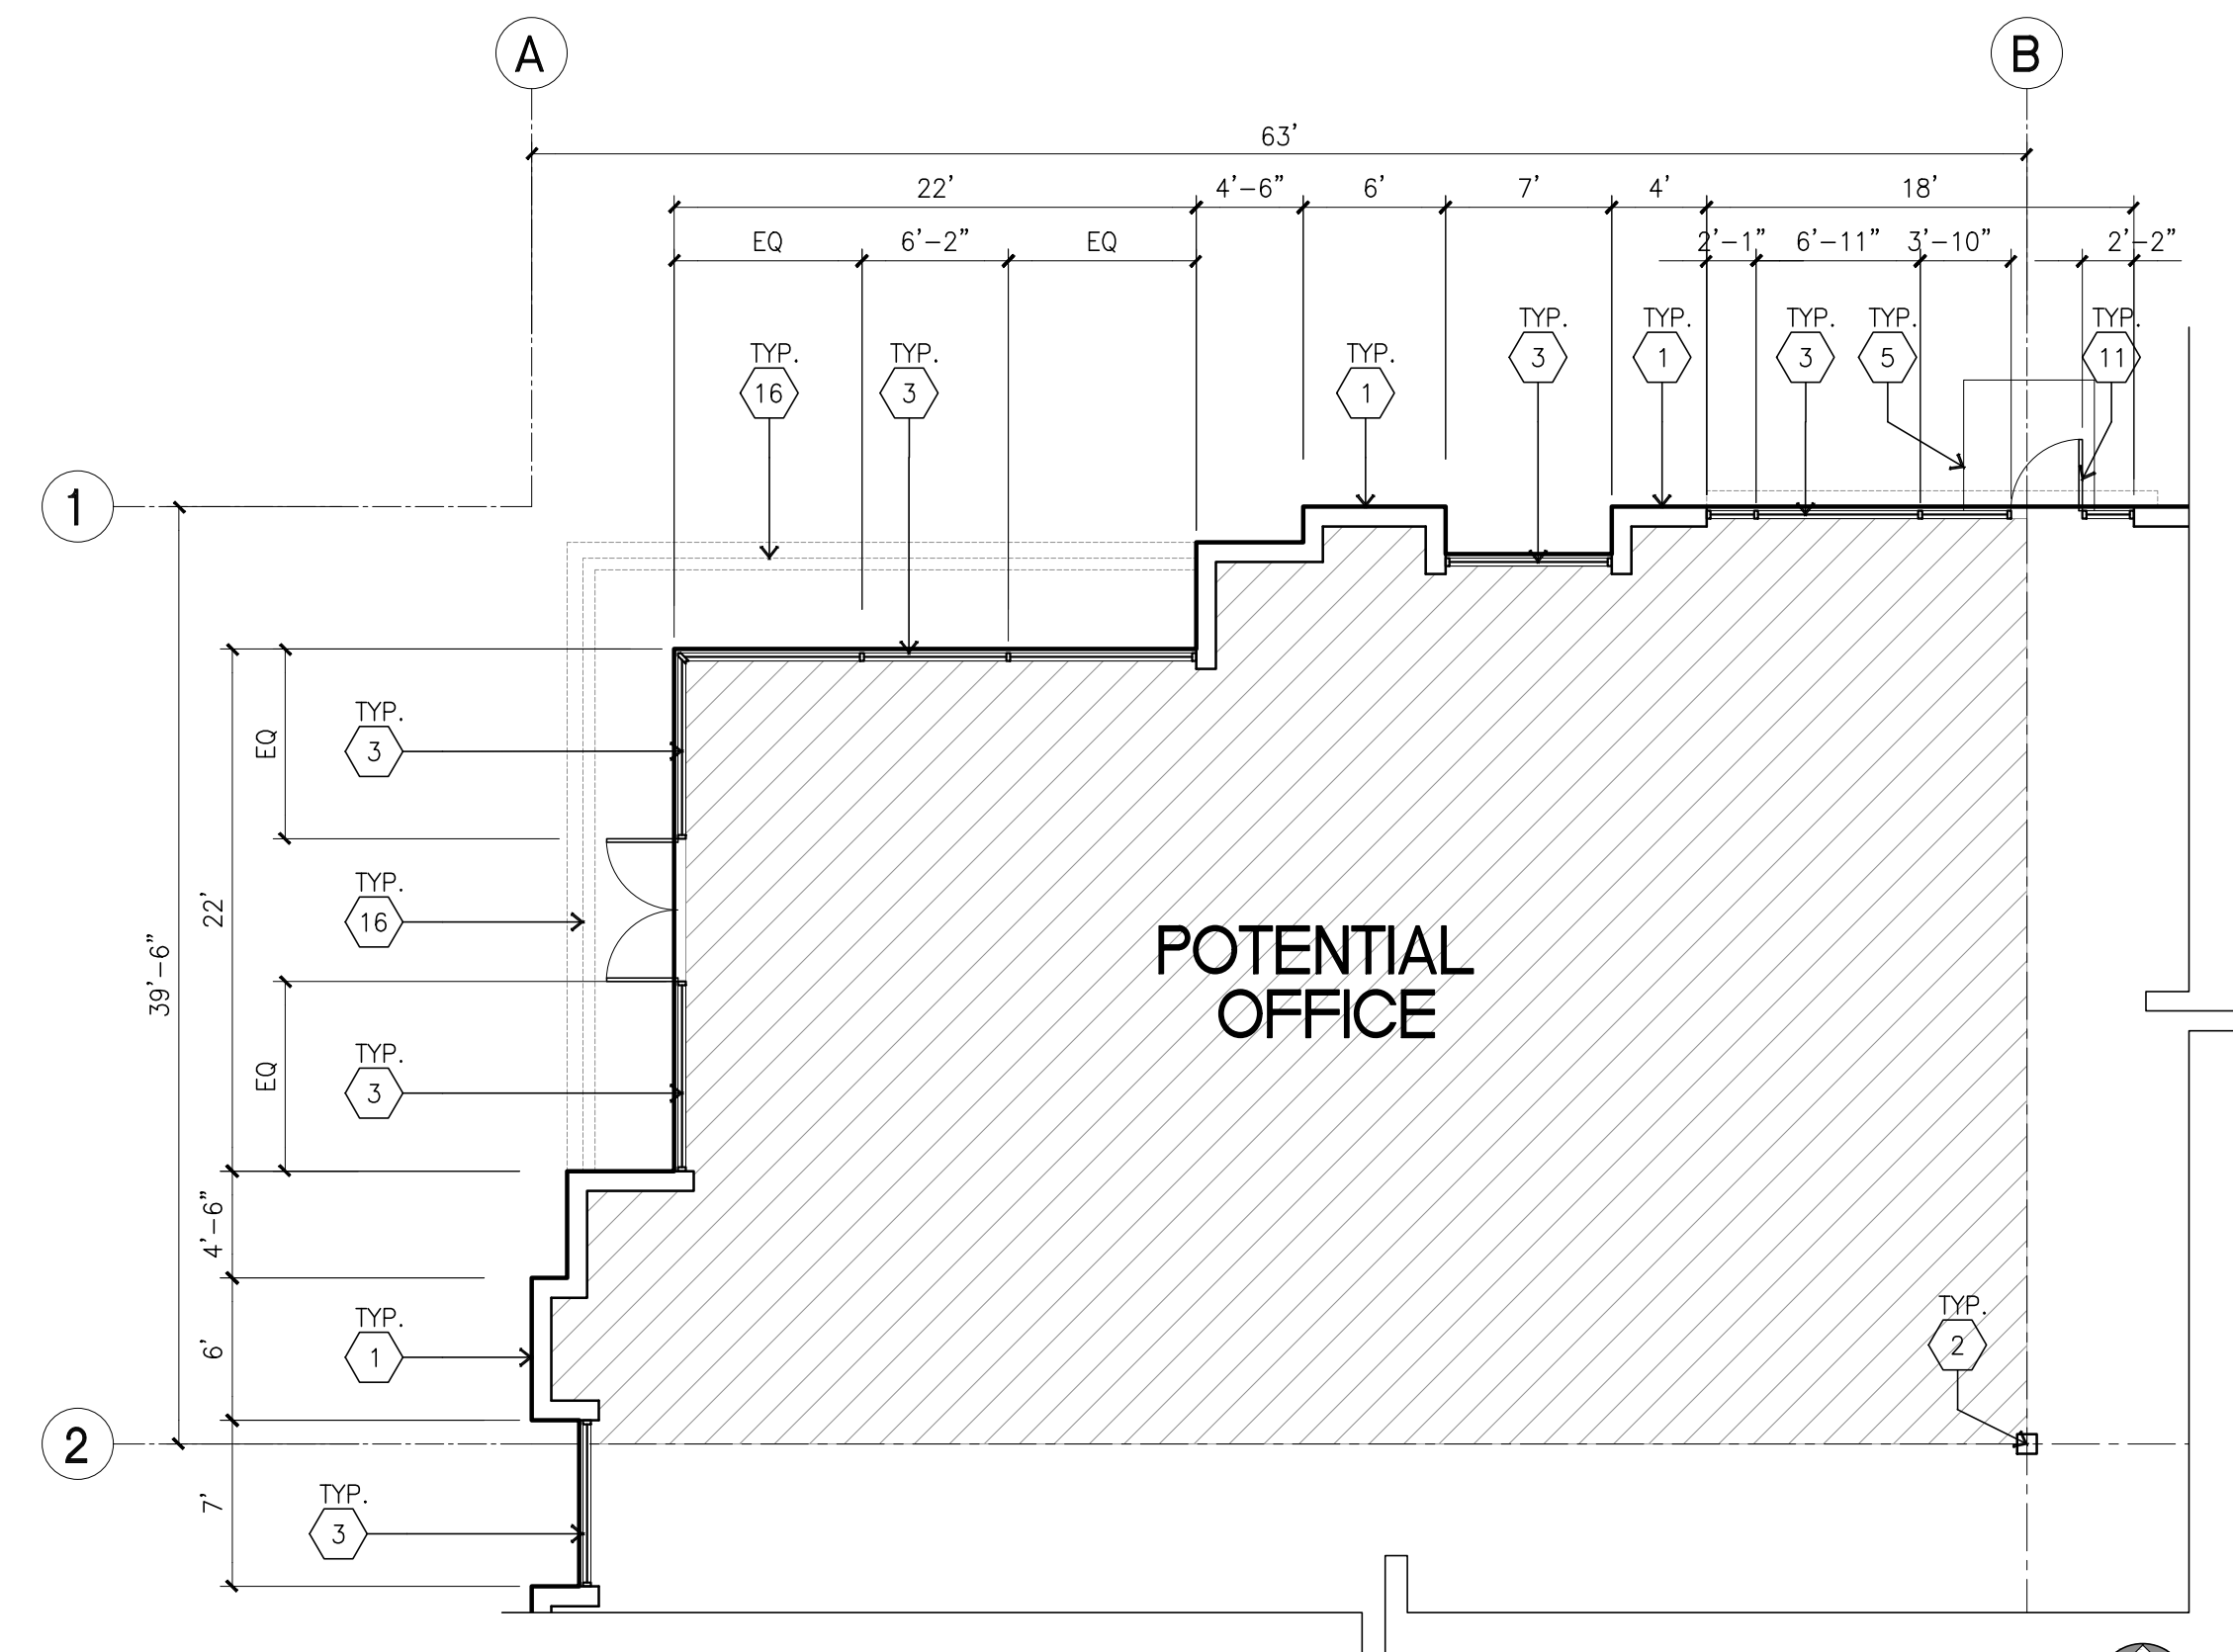 A
B
63’
22’
4’-6”
6’
7’
4’
18’
EQ
6’-2”
EQ
2’-1”
6’-11”
3’-10”
2’-2”
TYP.
3
TYP.
1
TYP.
3
TYP.
5
TYP.
11
TYP.
16
TYP.
3
TYP.
1
1
TYP.
3
EQ
TYP.
16
22’
39’-6”
POTENTIAL
OFFICE
TYP.
3
EQ
4’-6”
TYP.
1
6’
TYP.
2
2
7’
TYP.
3